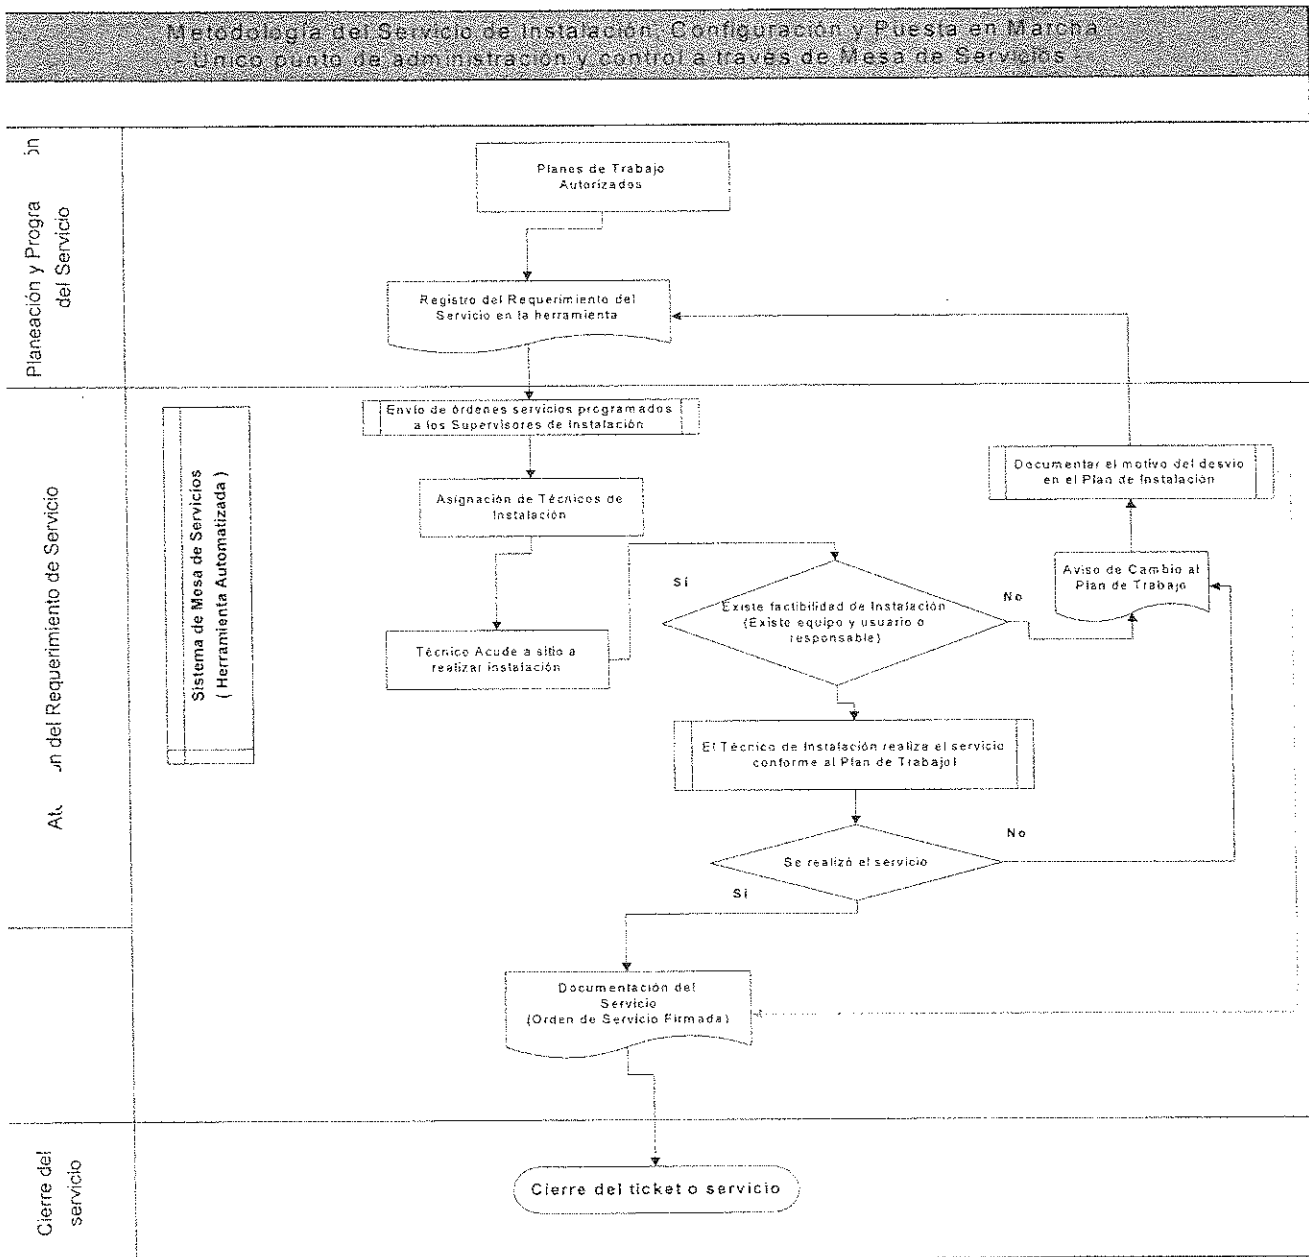 Metodología del Servicio de Instalación, Configuración y Puesta en Marcha
- Único punto de administración y control a través de Mesa de Servicios -
Planeación y Progra ón
del Servicio
Planes de Trabajo
Autorizados
Registro del Requerimiento del
Servicio en la herramienta
Envío de órdenes servicios programados
a los Supervisores de Instalación
Sistema de Mesa de Servicios
( Herramienta Automatizada )
Documentar el motivo del desvío
en el Plan de Instalación
Asignación de Técnicos de
Instalación
At ón del Requerimiento de Servicio
Aviso de Cambio al
Plan de Trabajo
Sí
No
Existe factibilidad de Instalación
(Existe equipo y usuario o
responsable)
Técnico Acude a sitio a
realizar instalación
El Técnico de Instalación realiza el servicio
conforme al Plan de Trabajo
No
Se realizó el servicio
Sí
Documentación del
Servicio
(Orden de Servicio Firmada)
Cierre del
servicio
Cierre del ticket o servicio